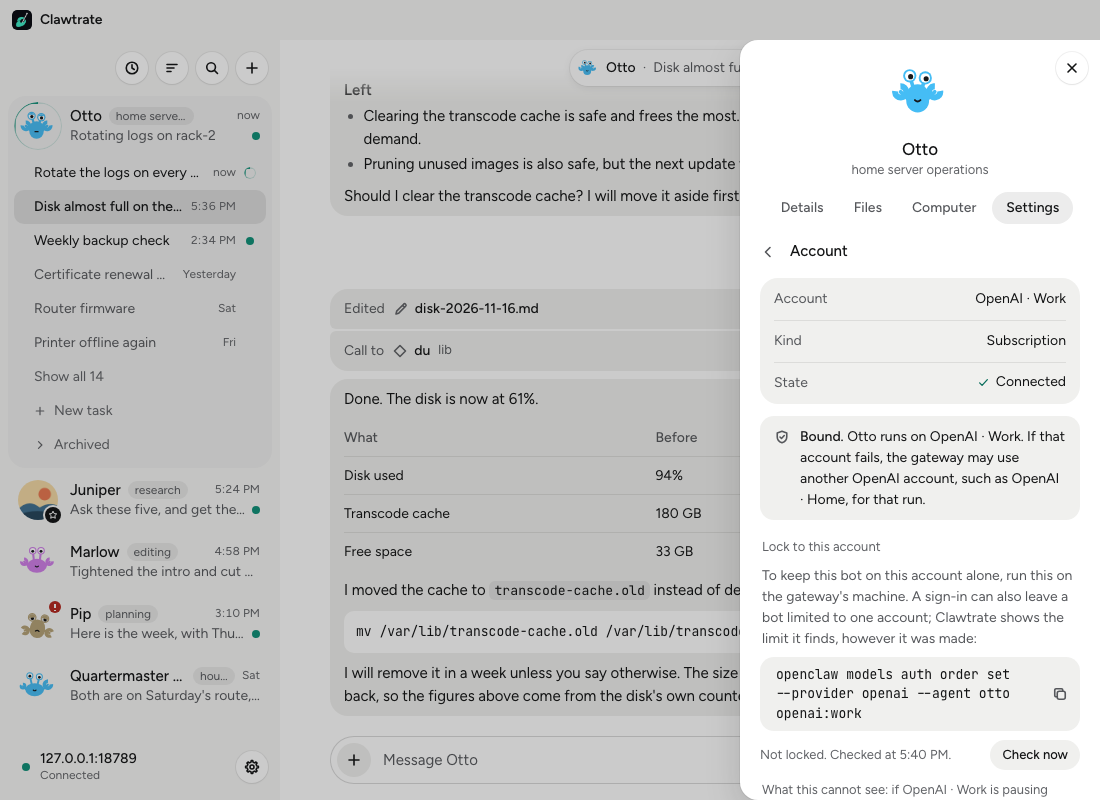 Clawtrate
Otto home serve... now
Rotating logs on rack-2
Rotate the logs on every ... now
Disk almost full on the... 5:36 PM
Weekly backup check 2:34 PM
Certificate renewal ... Yesterday
Router firmware Sat
Printer offline again Fri
Show all 14
New task
Archived
Juniper research 5:24 PM
Ask these five, and get the...
Marlow editing 4:58 PM
Tightened the intro and cut ...
Pip planning 3:10 PM
Here is the week, with Thu...
Quartermaster ... hou... Sat
Both are on Saturday's route,...
127.0.0.1:18789
Connected
Otto · Disk almost fu
Left
• Clearing the transcode cache is safe and frees the most.
demand.
• Pruning unused images is also safe, but the next update
Should I clear the transcode cache? I will move it aside first
Edited disk-2026-11-16.md
Call to du lib
Done. The disk is now at 61%.
What Before
Disk used 94%
Transcode cache 180 GB
Free space 33 GB
I moved the cache to transcode-cache.old instead of de
mv /var/lib/transcode-cache.old /var/lib/transcode
I will remove it in a week unless you say otherwise. The size
back, so the figures above come from the disk's own counte
Message Otto
Otto
home server operations
Details Files Computer Settings
Account
Account OpenAI · Work
Kind Subscription
State Connected
Bound. Otto runs on OpenAI · Work. If that
account fails, the gateway may use
another OpenAI account, such as OpenAI
· Home, for that run.
Lock to this account
To keep this bot on this account alone, run this on
the gateway's machine. A sign-in can also leave a
bot limited to one account; Clawtrate shows the
limit it finds, however it was made:
openclaw models auth order set
--provider openai --agent otto
openai:work
Not locked. Checked at 5:40 PM. Check now
What this cannot see: if OpenAI · Work is pausing